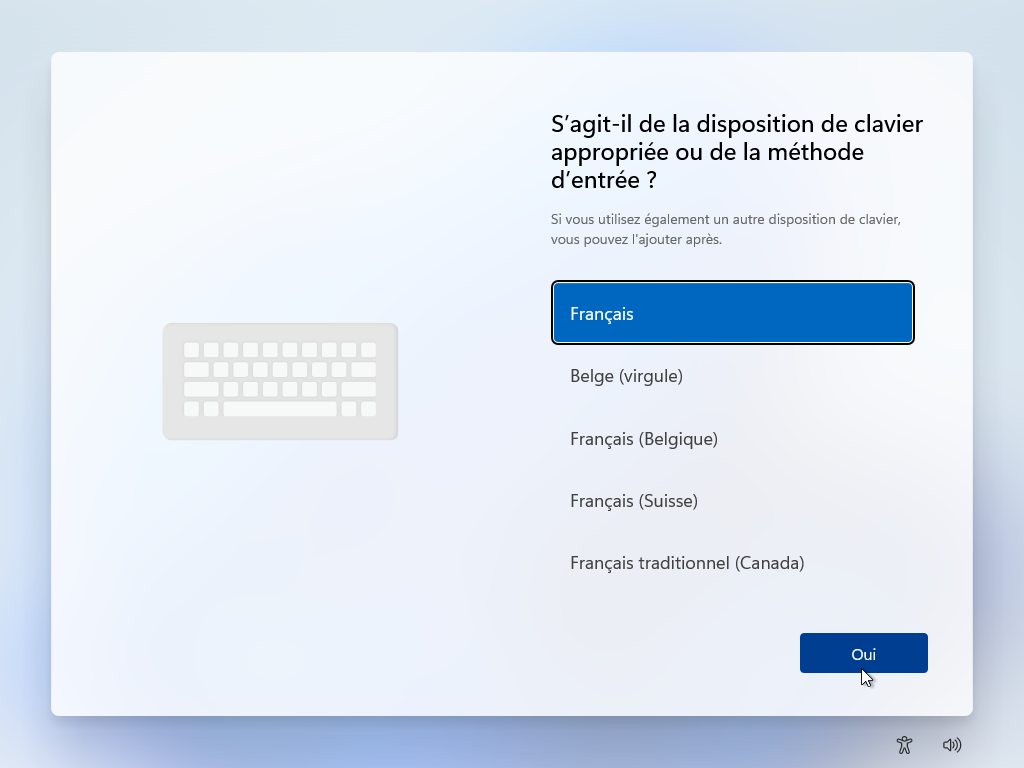 S’agit-il de la disposition de clavier
appropriée ou de la méthode
d’entrée ?
Si vous utilisez également un autre disposition de clavier,
vous pouvez l'ajouter après.
Français
Belge (virgule)
Français (Belgique)
Français (Suisse)
Français traditionnel (Canada)
Oui